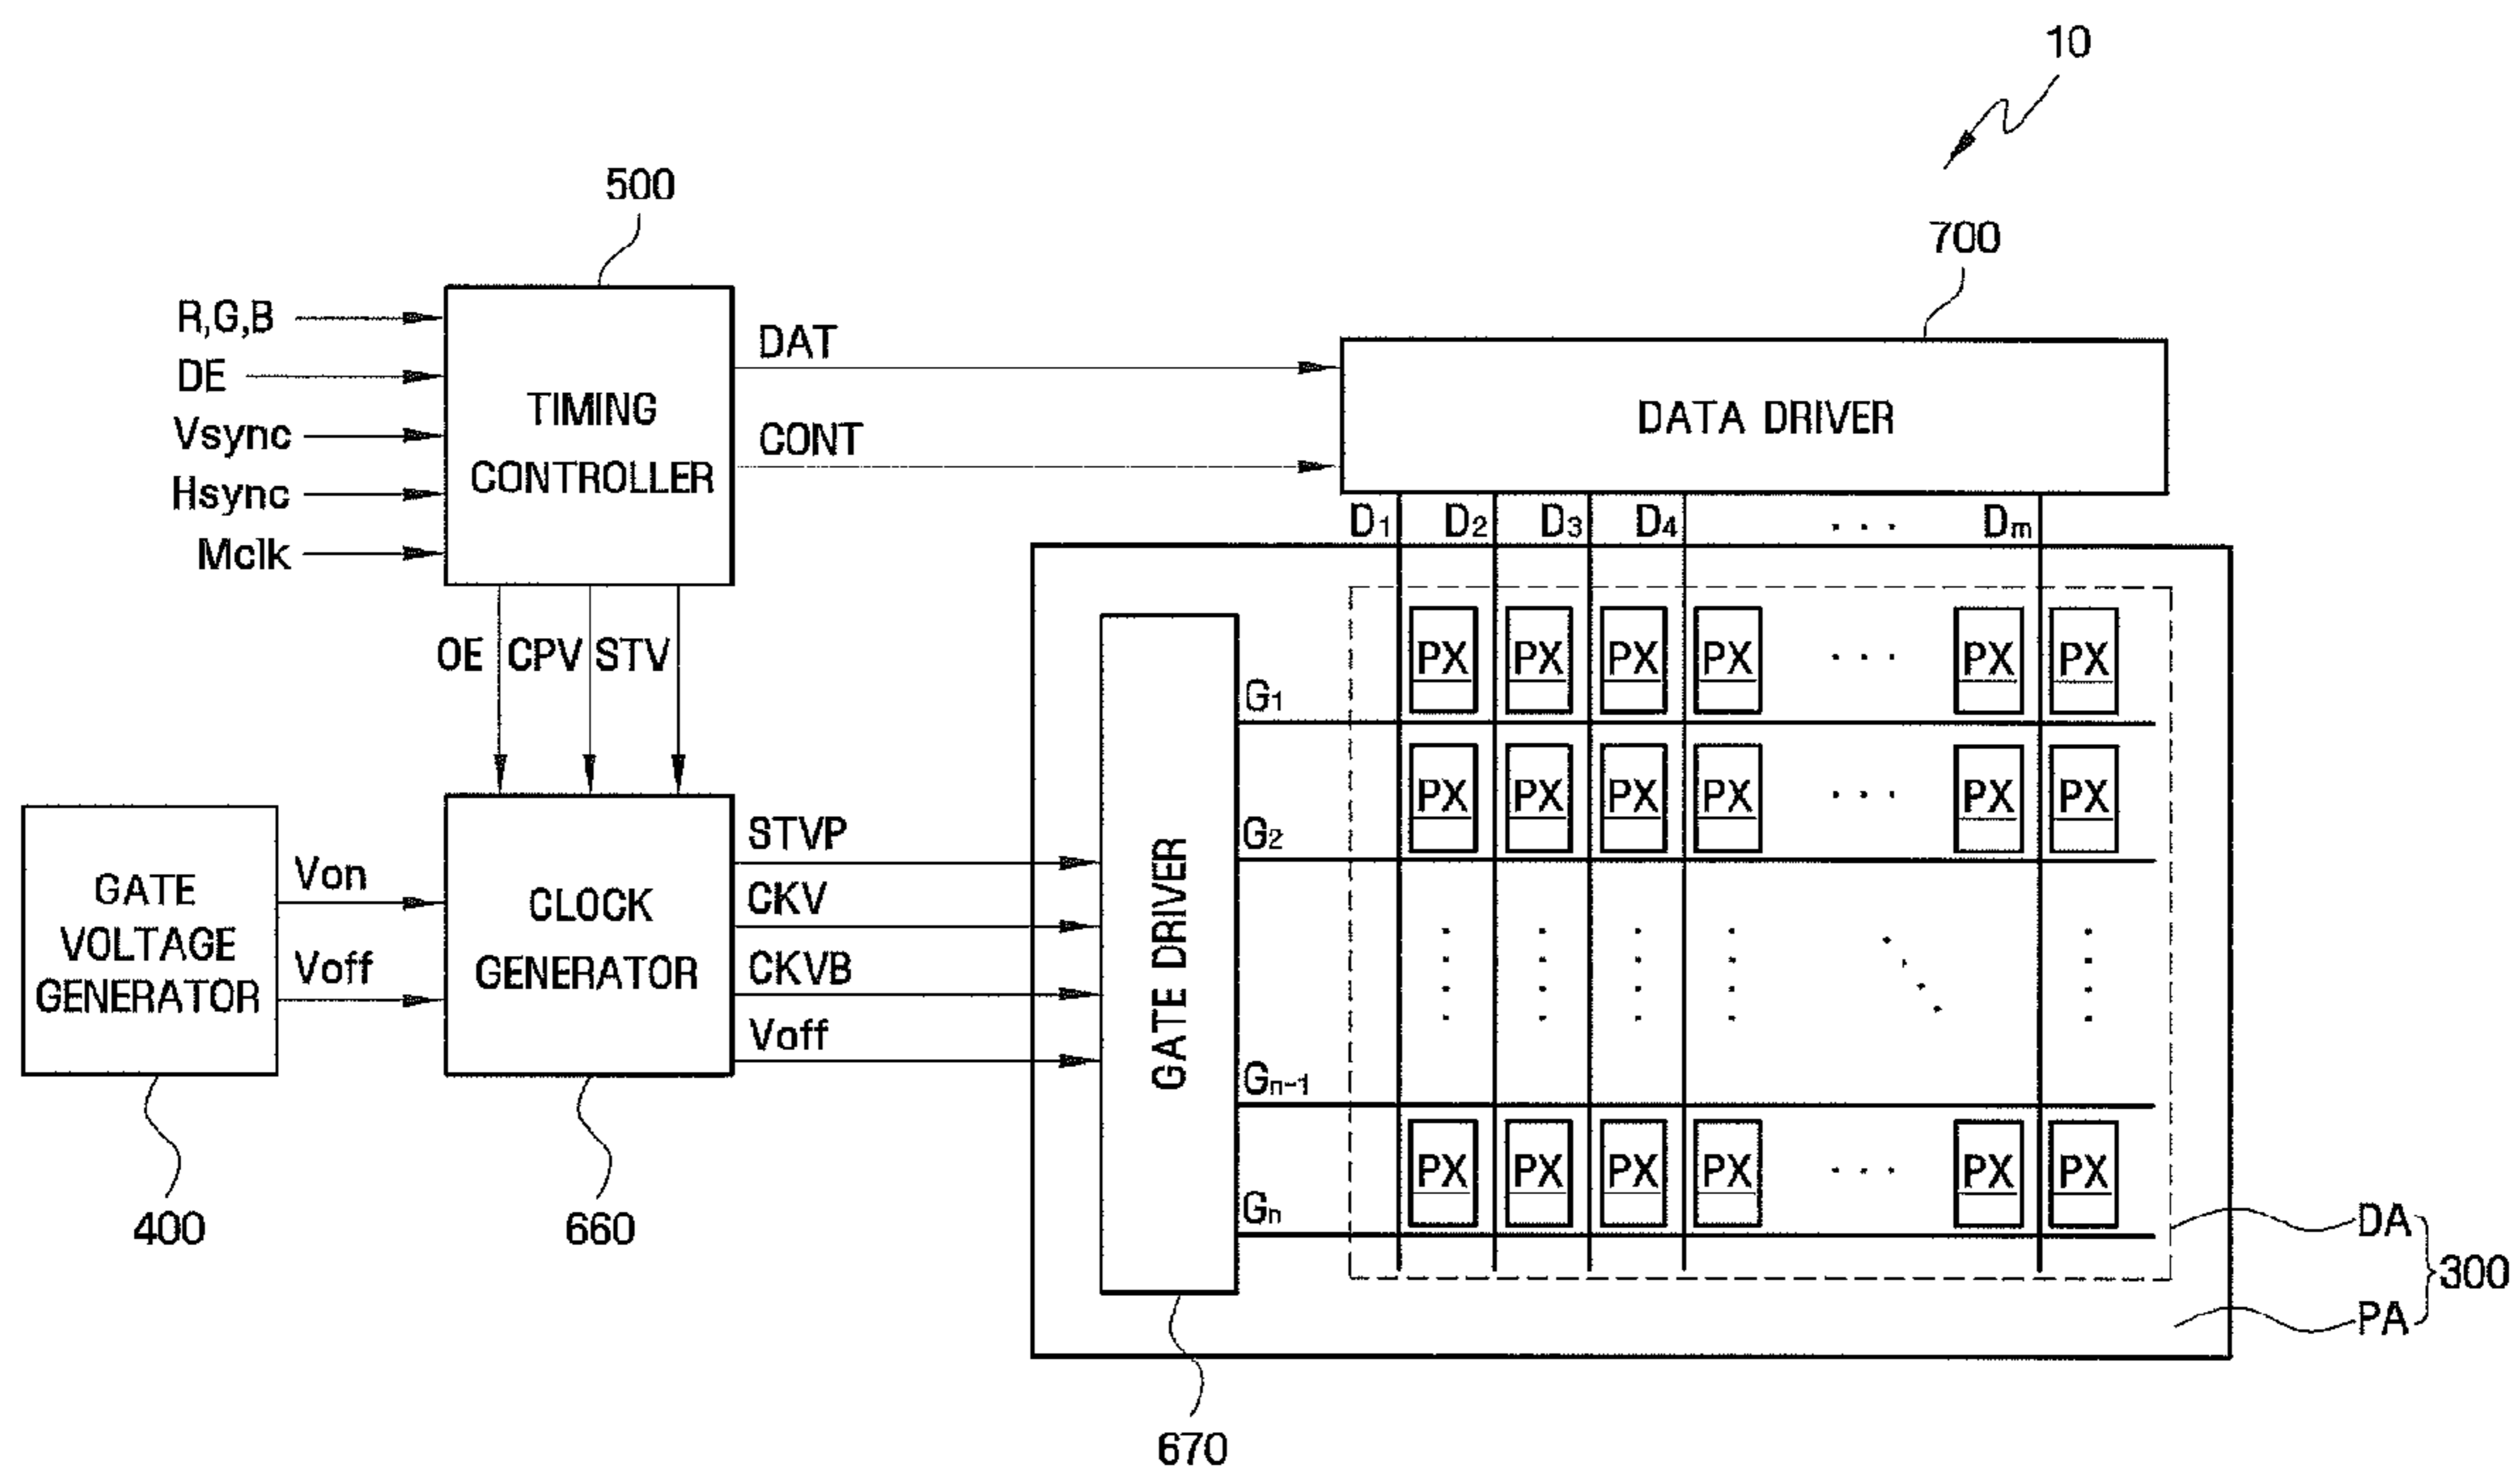 10
500
700
R,G,B
DE
Vsync
Hsync
Mclk
TIMING
CONTROLLER
DAT
CONT
DATA DRIVER
D1 D2 D3 D4 ··· Dm
OE CPV STV
PX PX PX PX ··· PX PX
G1
PX PX PX PX ··· PX PX
G2
GATE
VOLTAGE
GENERATOR
Von
Voff
CLOCK
GENERATOR
STVP
CKV
CKVB
Voff
GATE DRIVER
Gn-1
PX PX PX PX ··· PX PX
Gn
400
660
670
DA
PA
300